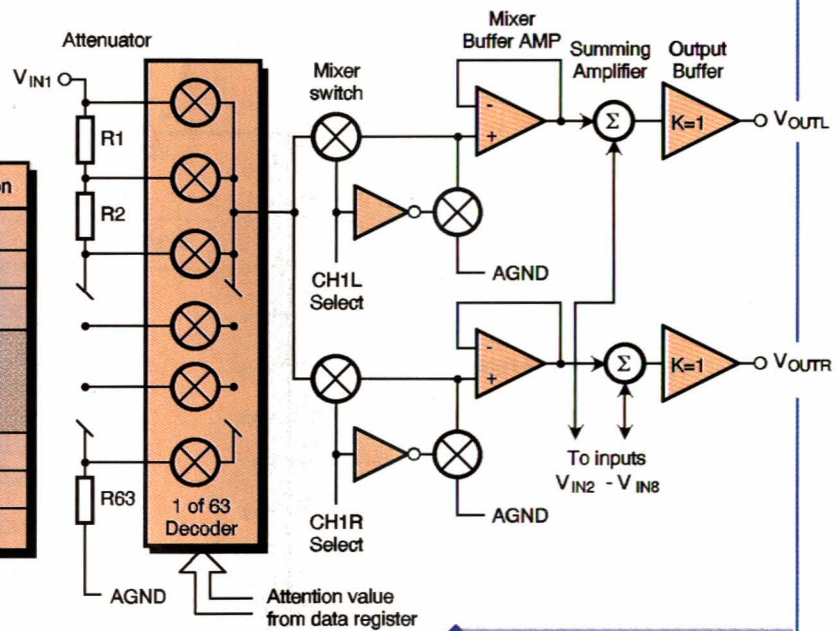 Attenuator
Mixer
Buffer AMP
Summing
Amplifier
Output
Buffer
VIN1
Mixer
switch
R1
-
+
Σ
K=1
VOUTL
on
R2
CH1L
Select
AGND
-
+
Σ
K=1
VOUTR
R63
1 of 63
Decoder
CH1R
Select
AGND
To inputs
VIN2 - VIN8
AGND
Attention value
from data register